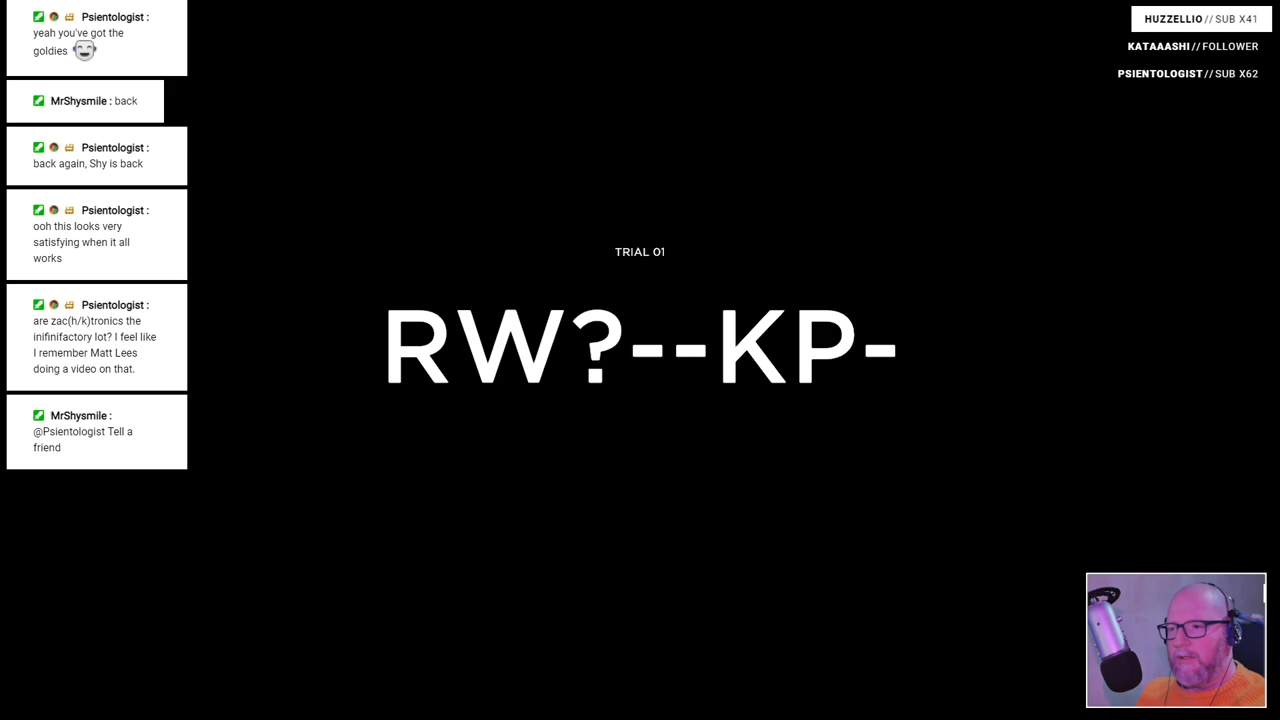 Psientologist :
yeah you've got the
goldies
MrShysmile : back
Psientologist :
back again, Shy is back
Psientologist :
ooh this looks very
satisfying when it all
works
Psientologist :
are zac(h/k)tronics the
inifinifactory lot? I feel like
I remember Matt Lees
doing a video on that.
MrShysmile :
@Psientologist Tell a
friend
TRIAL 01
RW?--KP-
HUZZELLIO // SUB X41
KATAAASHI // FOLLOWER
PSIENTOLOGIST // SUB X62